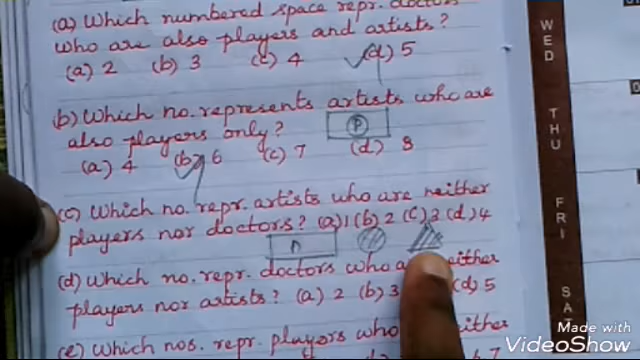 (a) Which numbered space repr. doctors
who are also players and artists?
(a) 2 (b) 3 (c) 4 (d) 5
(b) Which no. represents artists who are
also players only?
P
(a) 4 (b) 6 (c) 7 (d) 8
(c) Which no. repr. artists who are neither
players nor doctors? (a) 1 (b) 2 (c) 3 (d) 4
(d) Which no. repr. doctors who are neither
players nor artists? (a) 2 (b) 3 (d) 5
(e) Which nos. repr. players who
7
WED
THU
FRI
SAT
Made with
VideoShow